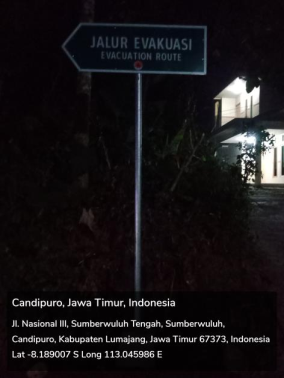 JALUR EVAKUASI
EVACUATION ROUTE
Candipuro, Jawa Timur, Indonesia
Jl. Nasional III, Sumberwuluh Tengah, Sumberwuluh,
Candipuro, Kabupaten Lumajang, Jawa Timur 67373, Indonesia
Lat -8.189007 S Long 113.045986 E